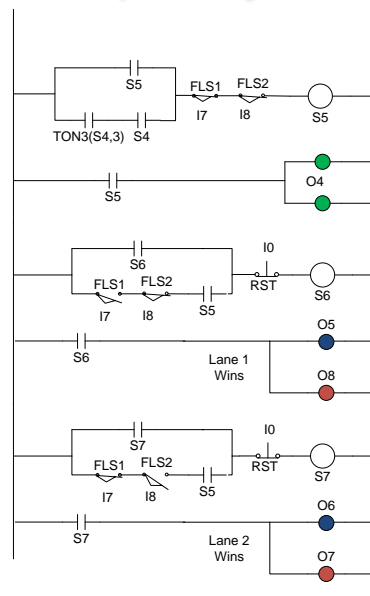 S5
FLS1 FLS2
I7 I8
S5
TON3(S4,3) S4
O4
S5
S6
I0
FLS1 FLS2
RST
S6
I7 I8
S5
O5
S6
Lane 1
Wins
O8
S7
I0
FLS1 FLS2
RST
S7
I7 I8
S5
O6
S7
Lane 2
Wins
O7